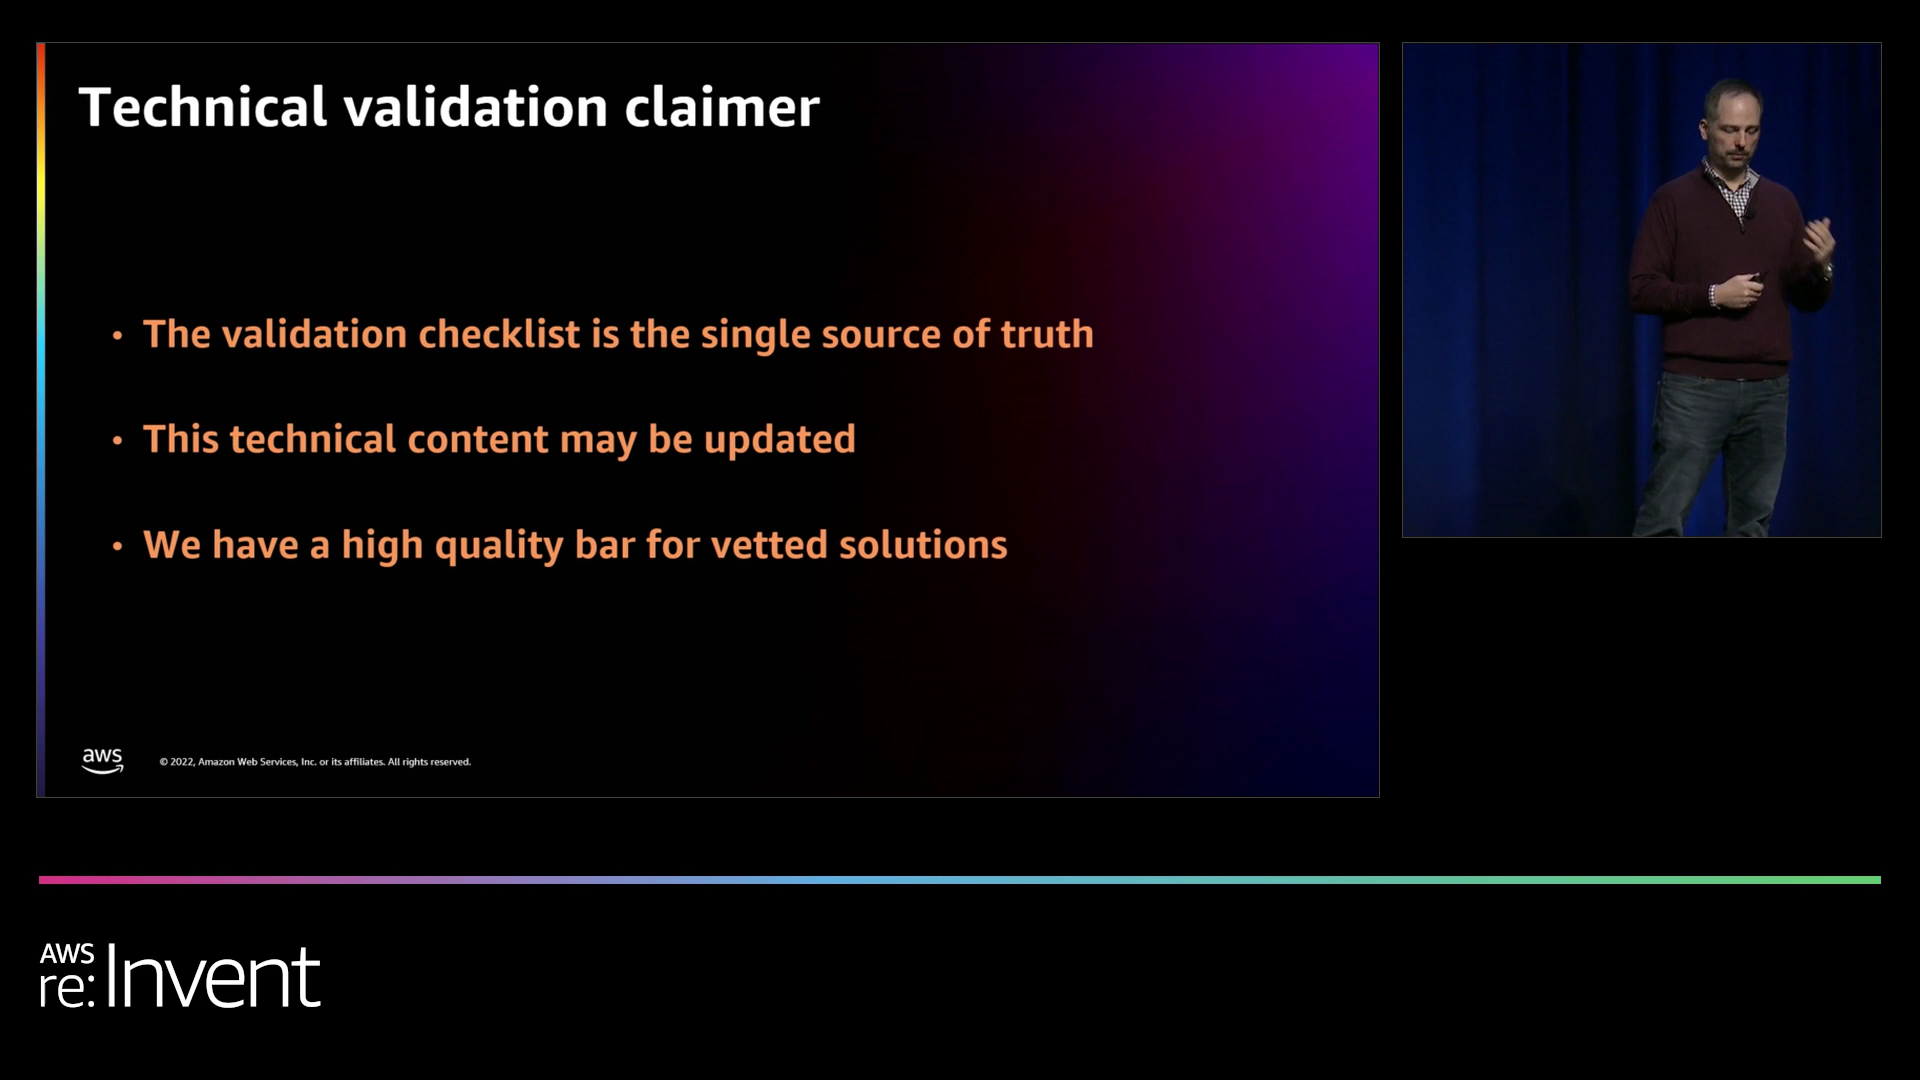 Technical validation claimer
• The validation checklist is the single source of truth
• This technical content may be updated
• We have a high quality bar for vetted solutions
aws
© 2022, Amazon Web Services, Inc. or its affiliates. All rights reserved.
AWS
re:Invent